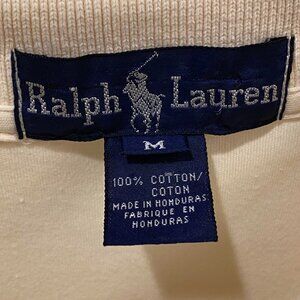 Ralph Lauren
M
100% COTTON/
COTON
MADE IN HONDURAS
FABRIQUE EN
HONDURAS